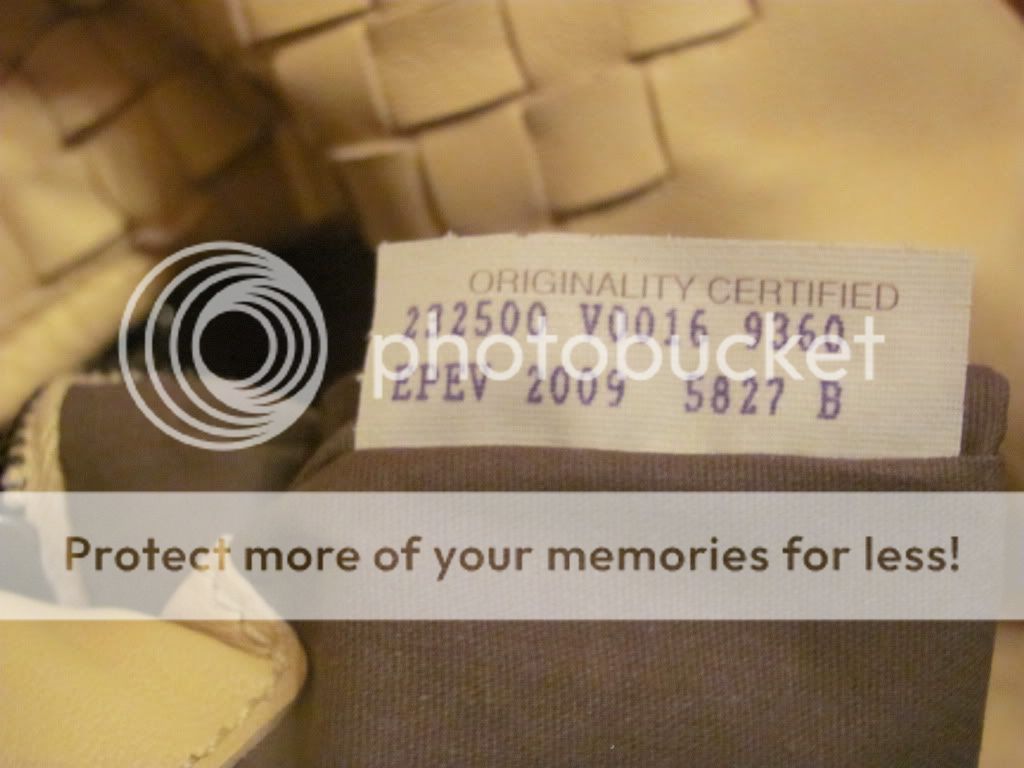 ORIGINALITY CERTIFIED
232500 V0016 9360
photobucket
EPEV 2009 5827 B
Protect more of your memories for less!